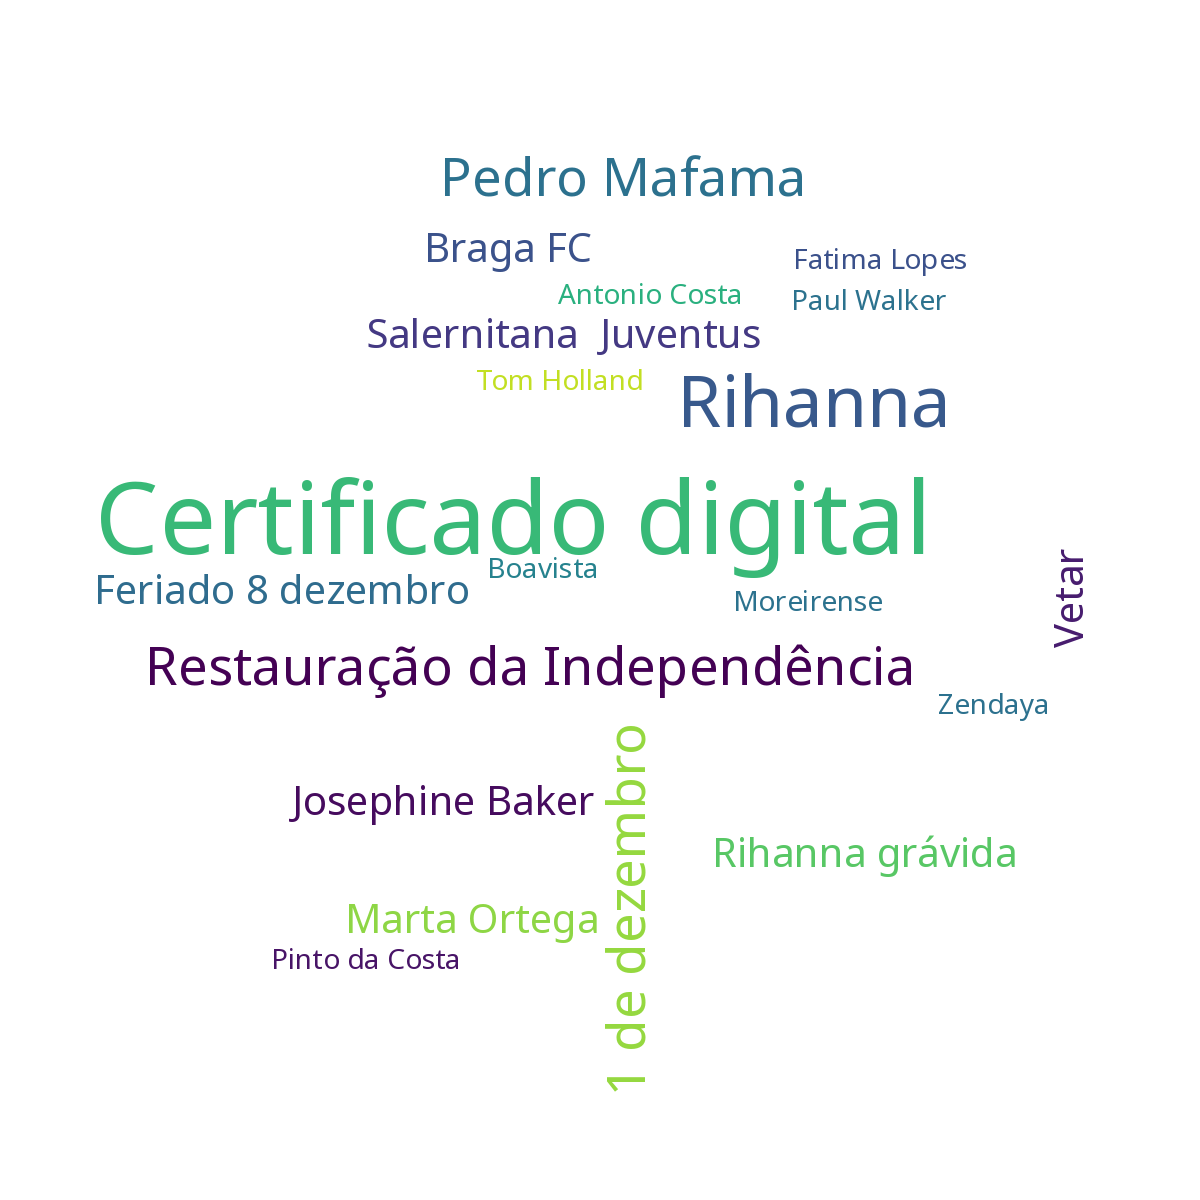 Pedro Mafama
Braga FC
Fatima Lopes
Antonio Costa
Paul Walker
Salernitana Juventus
Tom Holland
Rihanna
Certificado digital
Boavista
Feriado 8 dezembro
Moreirense
Vetar
Restauração da Independência
Zendaya
1 de dezembro
Josephine Baker
Rihanna grávida
Marta Ortega
Pinto da Costa